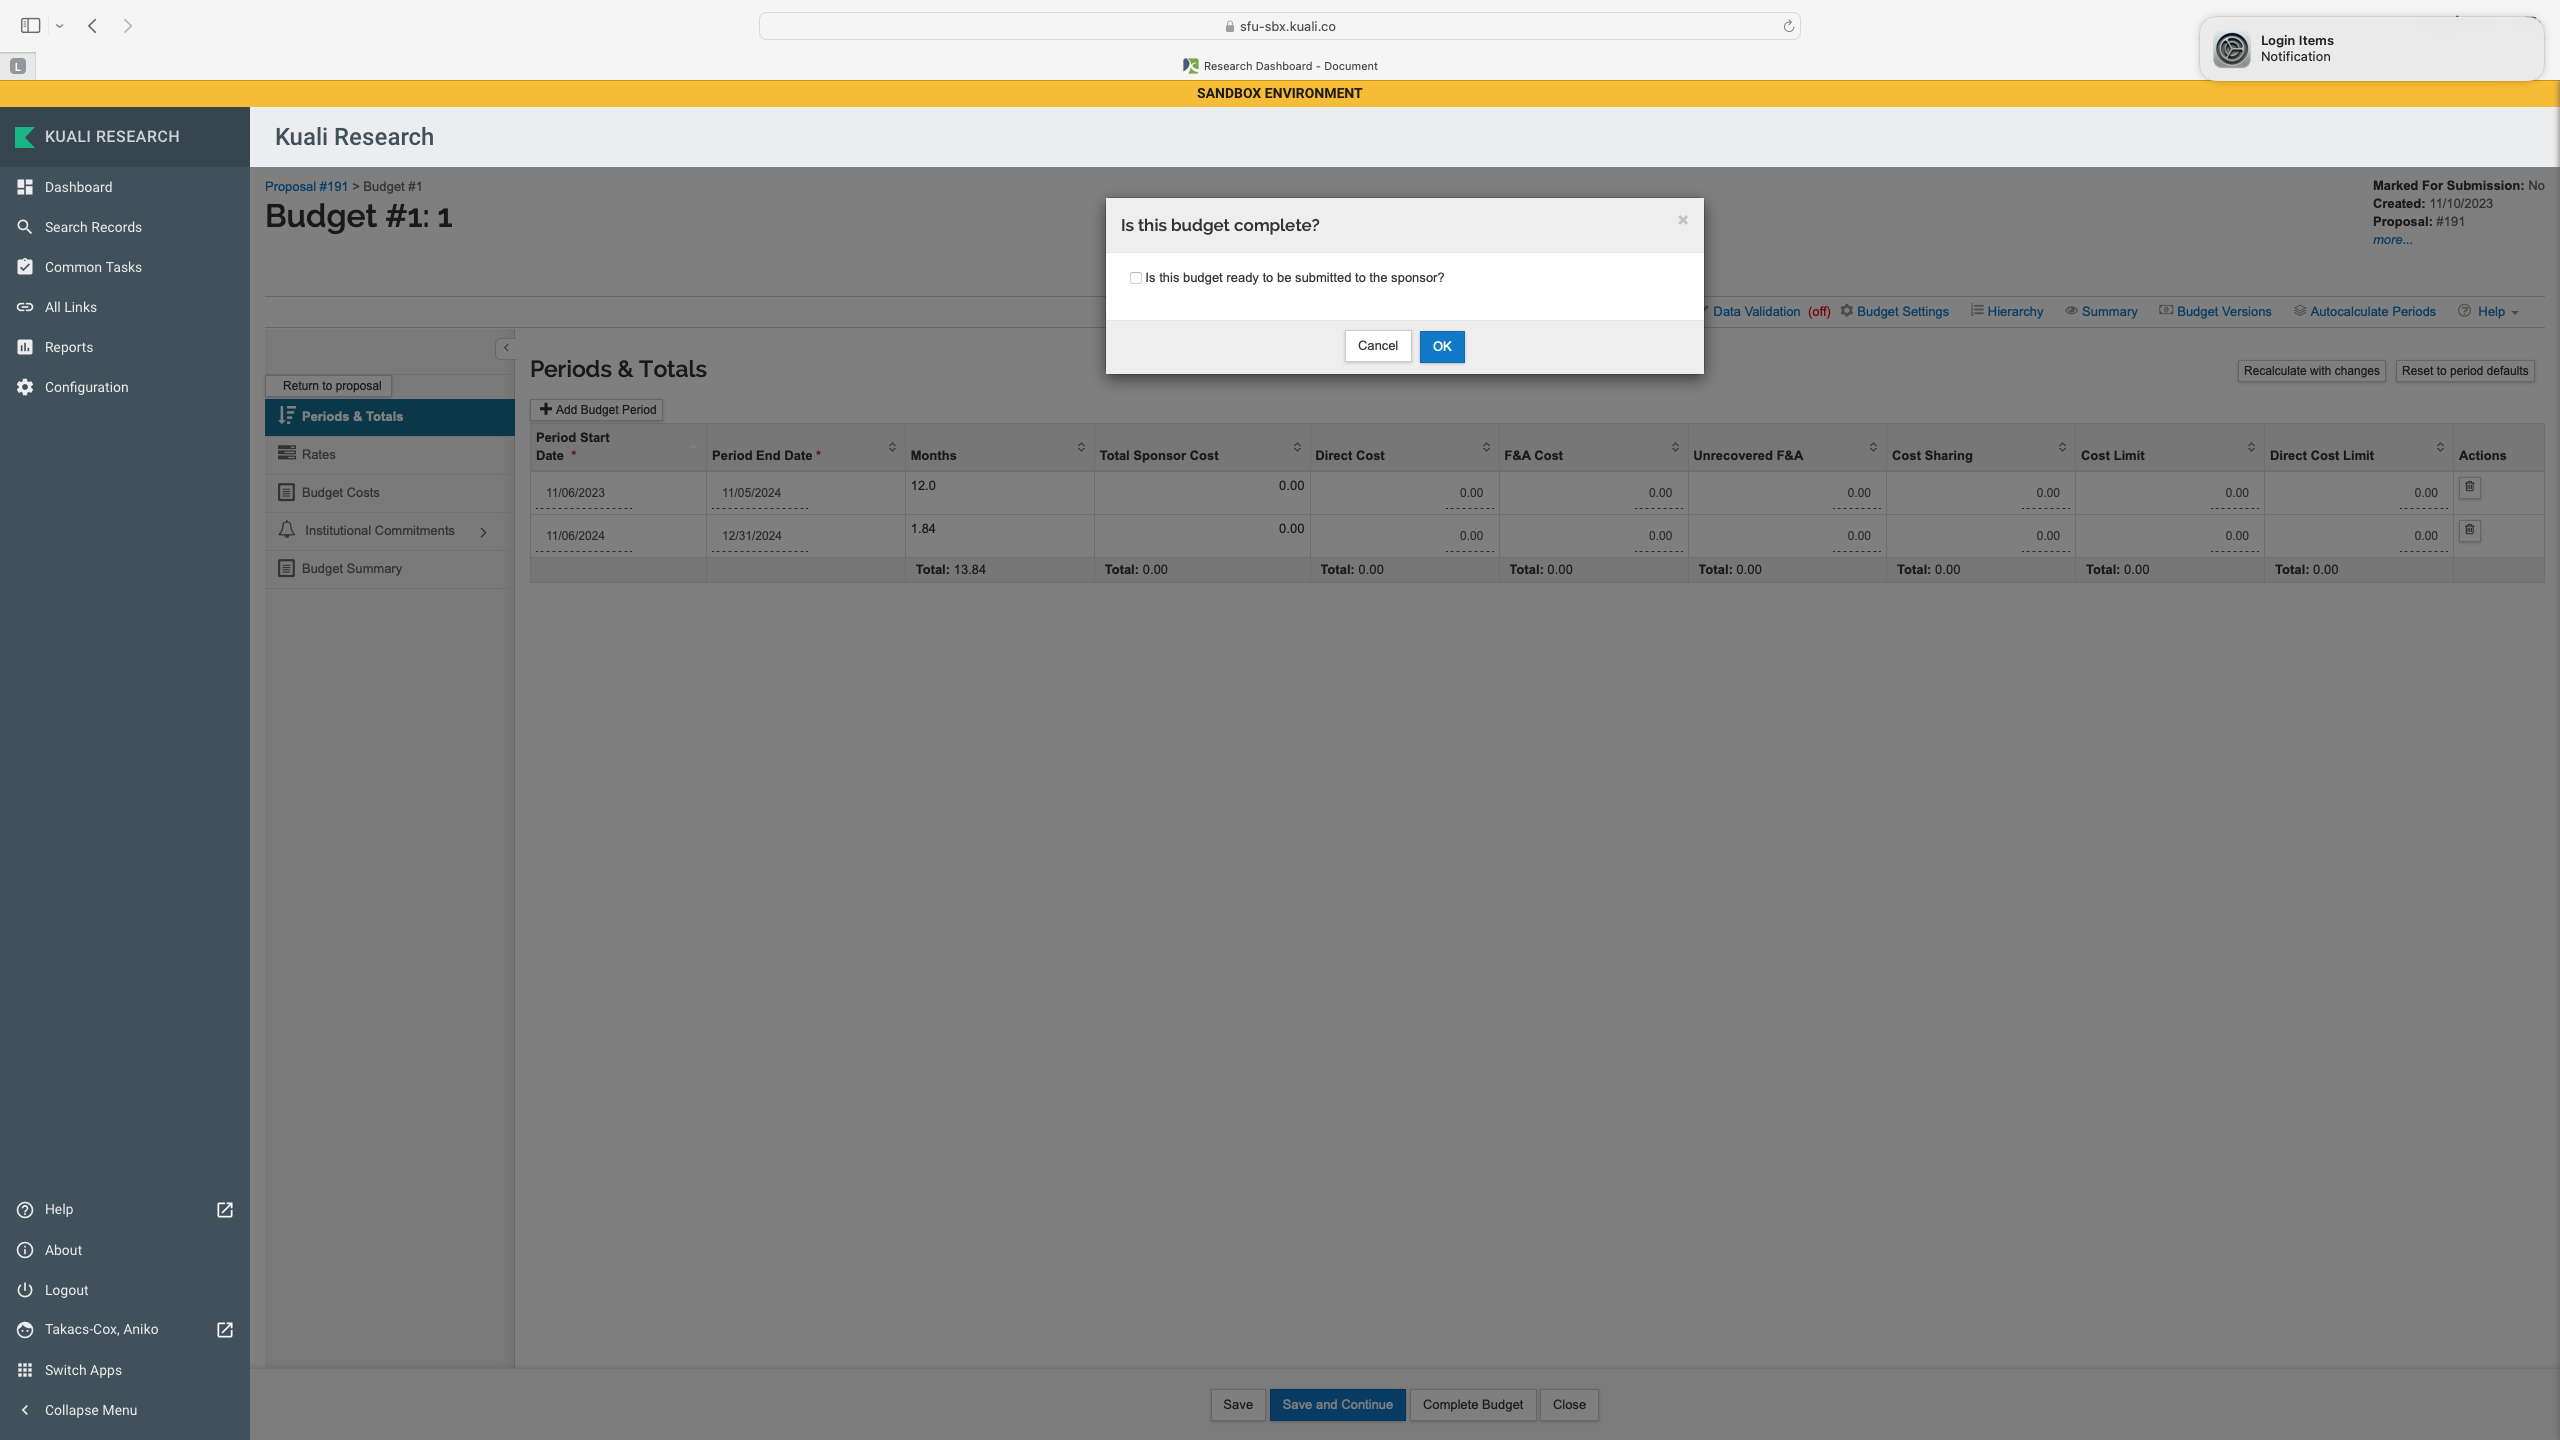 sfu-sbx.kuali.co
Login Items
Notification
L
Research Dashboard - Document
SANDBOX ENVIRONMENT
KUALI RESEARCH
Kuali Research
Dashboard
Search Records
Common Tasks
All Links
Reports
Configuration
Proposal #191 > Budget #1
Budget #1: 1
Marked For Submission: No
Created: 11/10/2023
Proposal: #191
more...
Is this budget complete?
Is this budget ready to be submitted to the sponsor?
Cancel
OK
Data Validation (off) Budget Settings Hierarchy Summary Budget Versions Autocalculate Periods Help
Return to proposal
Periods & Totals
Rates
Budget Costs
Institutional Commitments
Budget Summary
Periods & Totals
Recalculate with changes
Reset to period defaults
Add Budget Period
Period Start Date * Period End Date * Months Total Sponsor Cost Direct Cost F&A Cost Unrecovered F&A Cost Sharing Cost Limit Direct Cost Limit Actions
11/06/2023 11/05/2024 12.0 0.00 0.00 0.00 0.00 0.00 0.00 0.00
11/06/2024 12/31/2024 1.84 0.00 0.00 0.00 0.00 0.00 0.00 0.00
Total: 13.84 Total: 0.00 Total: 0.00 Total: 0.00 Total: 0.00 Total: 0.00 Total: 0.00 Total: 0.00
Help
About
Logout
Takacs-Cox, Aniko
Switch Apps
Collapse Menu
Save
Save and Continue
Complete Budget
Close